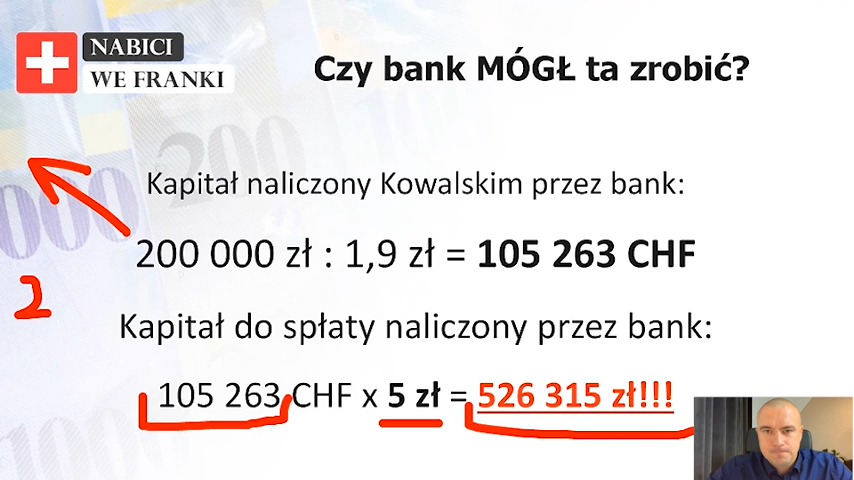 NABICI
WE FRANKI
Czy bank MÓGŁ ta zrobić?
Kapitał naliczony Kowalskim przez bank:
200 000 zł : 1,9 zł = 105 263 CHF
2
Kapitał do spłaty naliczony przez bank:
105 263 CHF x 5 zł = 526 315 zł!!!